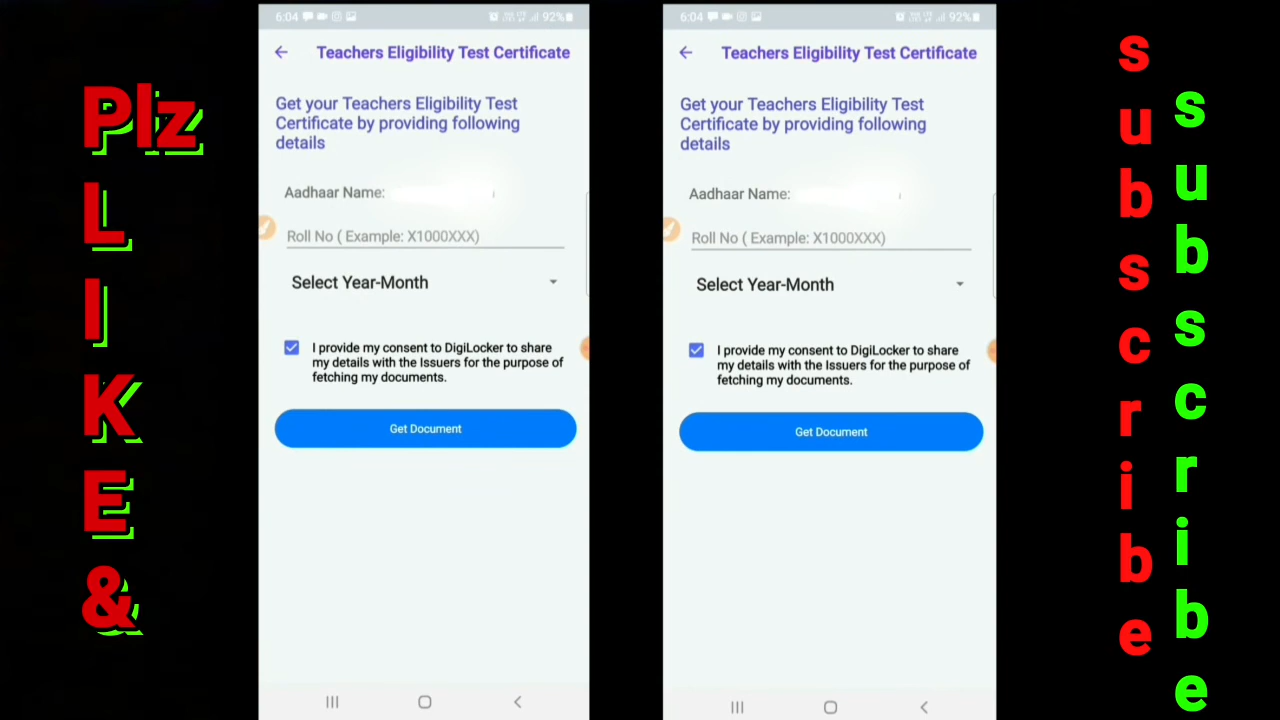 Plz
L
I
K
E
&
6:04
92%
Teachers Eligibility Test Certificate
Get your Teachers Eligibility Test
Certificate by providing following
details
Aadhaar Name:
Roll No ( Example: X1000XXX)
Select Year-Month
I provide my consent to DigiLocker to share
my details with the Issuers for the purpose of
fetching my documents.
Get Document
6:04
92%
Teachers Eligibility Test Certificate
Get your Teachers Eligibility Test
Certificate by providing following
details
Aadhaar Name:
Roll No ( Example: X1000XXX)
Select Year-Month
I provide my consent to DigiLocker to share
my details with the Issuers for the purpose of
fetching my documents.
Get Document
s
u
b
s
c
r
i
b
e
s
u
b
s
c
r
i
b
e